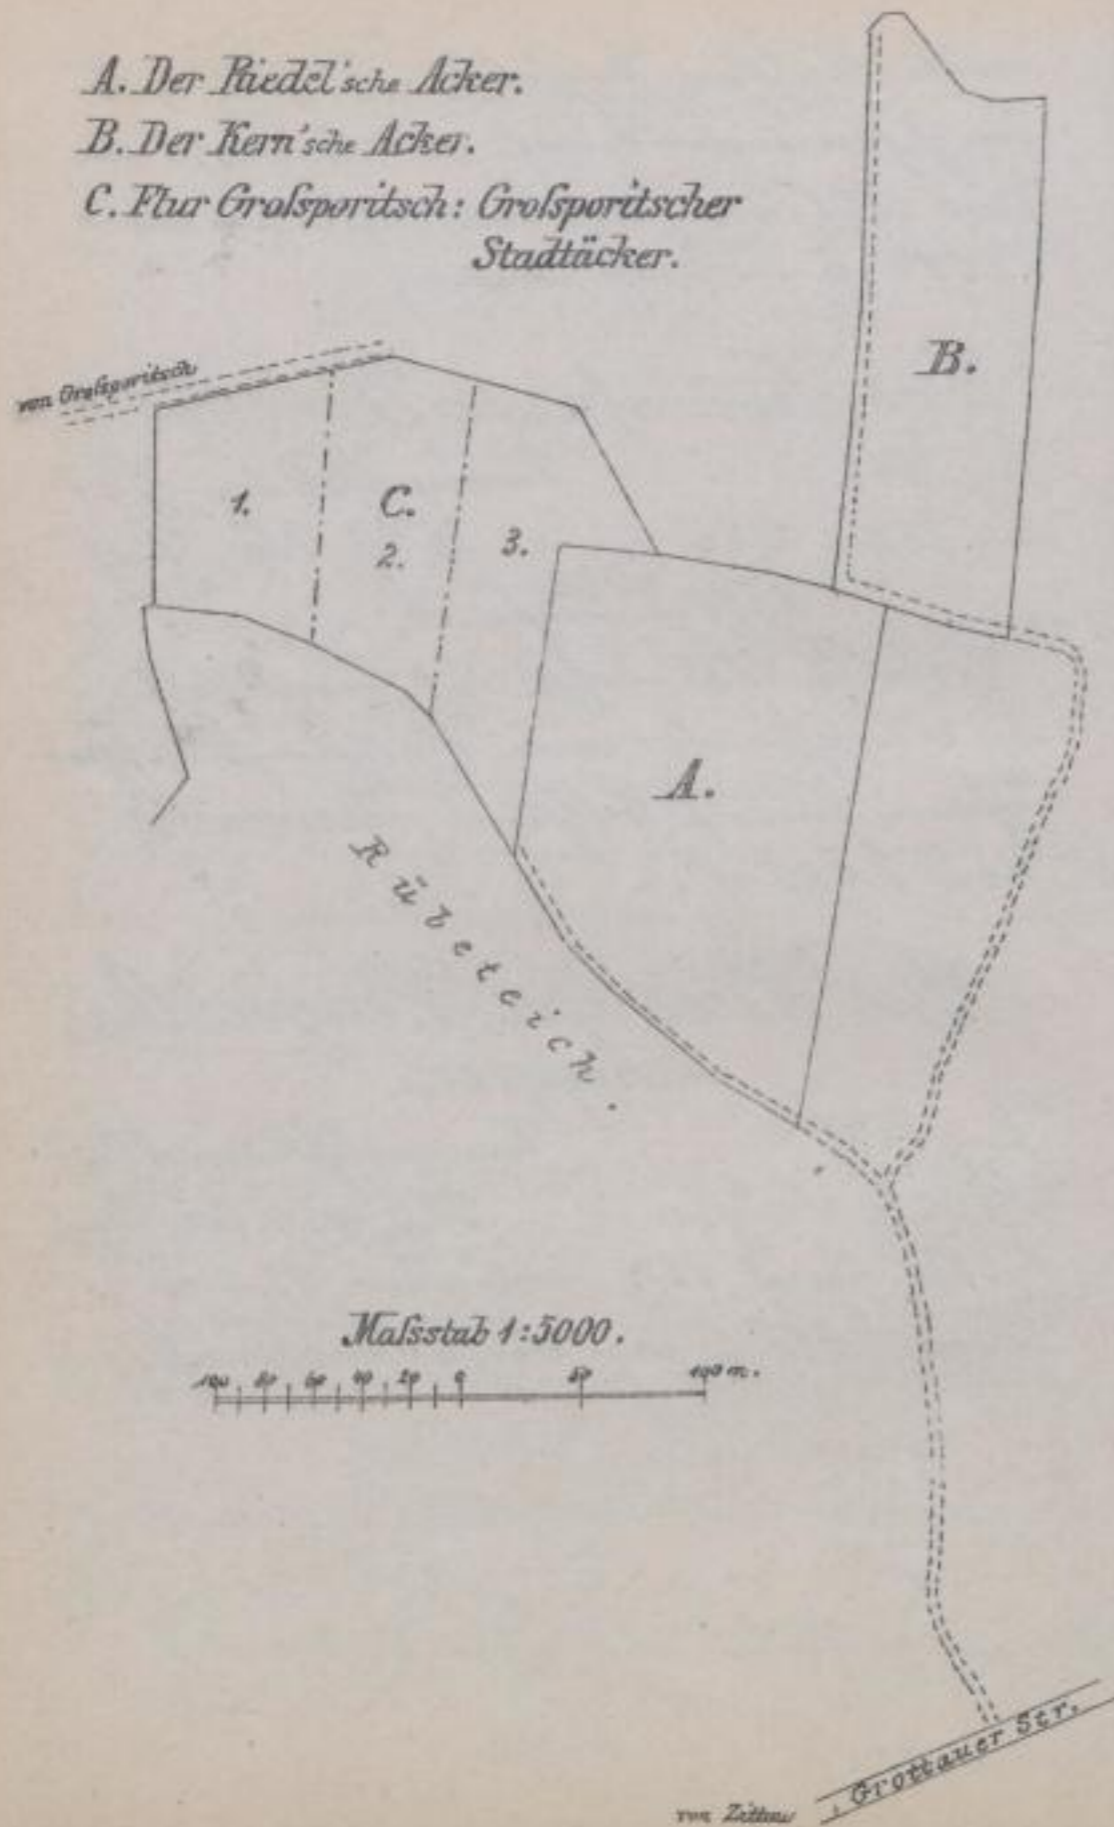 A. Der Riedel'sche Acker.
B. Der Kern'sche Acker.
C. Flur Großporitsch: Großporitscher
Stadtäcker.
von Großporitsch
B.
1.
C.
2.
3.
A.
Rübeteich.
Maßstab 1:5000.
100 80 60 40 20 0 50 100 m.
Grottauer Str.
von Zittau